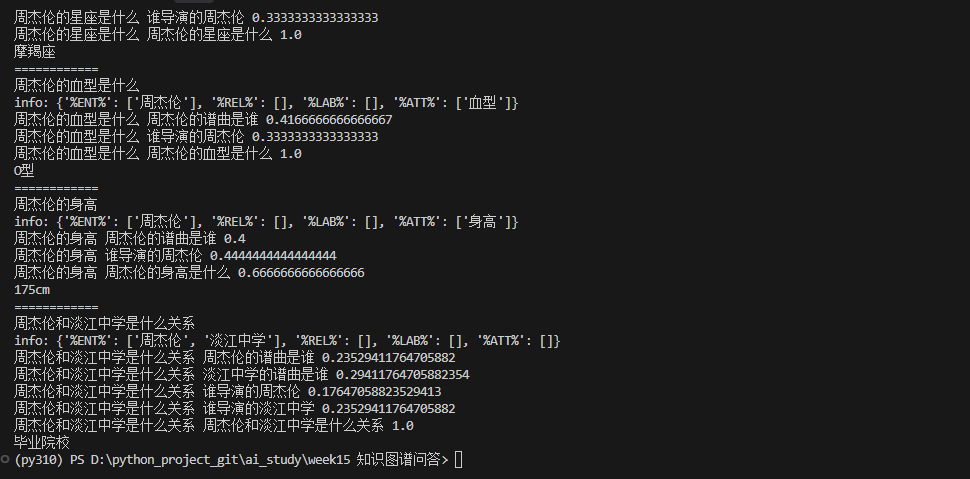 周杰伦的星座是什么 谁导演的周杰伦 0.3333333333333333
周杰伦的星座是什么 周杰伦的星座是什么 1.0
摩羯座
============
周杰伦的血型是什么
info: {'%ENT%': ['周杰伦'], '%REL%': [], '%LAB%': [], '%ATT%': ['血型']}
周杰伦的血型是什么 周杰伦的谱曲是谁 0.4166666666666667
周杰伦的血型是什么 谁导演的周杰伦 0.3333333333333333
周杰伦的血型是什么 周杰伦的血型是什么 1.0
O型
============
周杰伦的身高
info: {'%ENT%': ['周杰伦'], '%REL%': [], '%LAB%': [], '%ATT%': ['身高']}
周杰伦的身高 周杰伦的谱曲是谁 0.4
周杰伦的身高 谁导演的周杰伦 0.4444444444444444
周杰伦的身高 周杰伦的身高是什么 0.6666666666666666
175cm
============
周杰伦和淡江中学是什么关系
info: {'%ENT%': ['周杰伦', '淡江中学'], '%REL%': [], '%LAB%': [], '%ATT%': []}
周杰伦和淡江中学是什么关系 周杰伦的谱曲是谁 0.23529411764705882
周杰伦和淡江中学是什么关系 淡江中学的谱曲是谁 0.29411764705882354
周杰伦和淡江中学是什么关系 谁导演的周杰伦 0.17647058823529413
周杰伦和淡江中学是什么关系 谁导演的淡江中学 0.23529411764705882
周杰伦和淡江中学是什么关系 周杰伦和淡江中学是什么关系 1.0
毕业院校
(py310) PS D:\python_project_git\ai_study\week15 知识图谱问答>